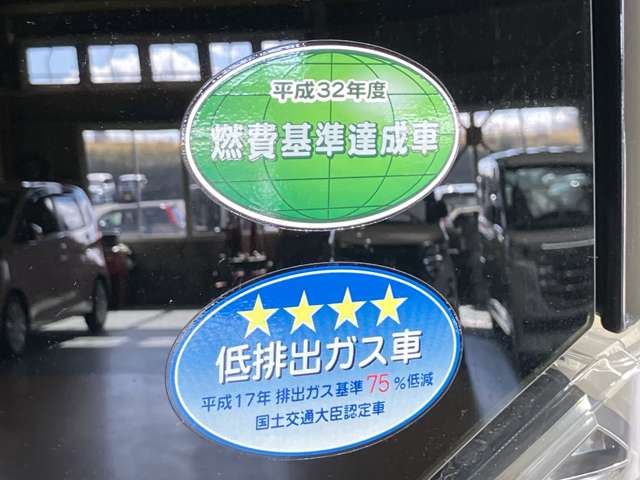 平成32年度
燃費基準達成車
低排出ガス車
平成17年 排出ガス基準 75 %低減
国土交通大臣認定車